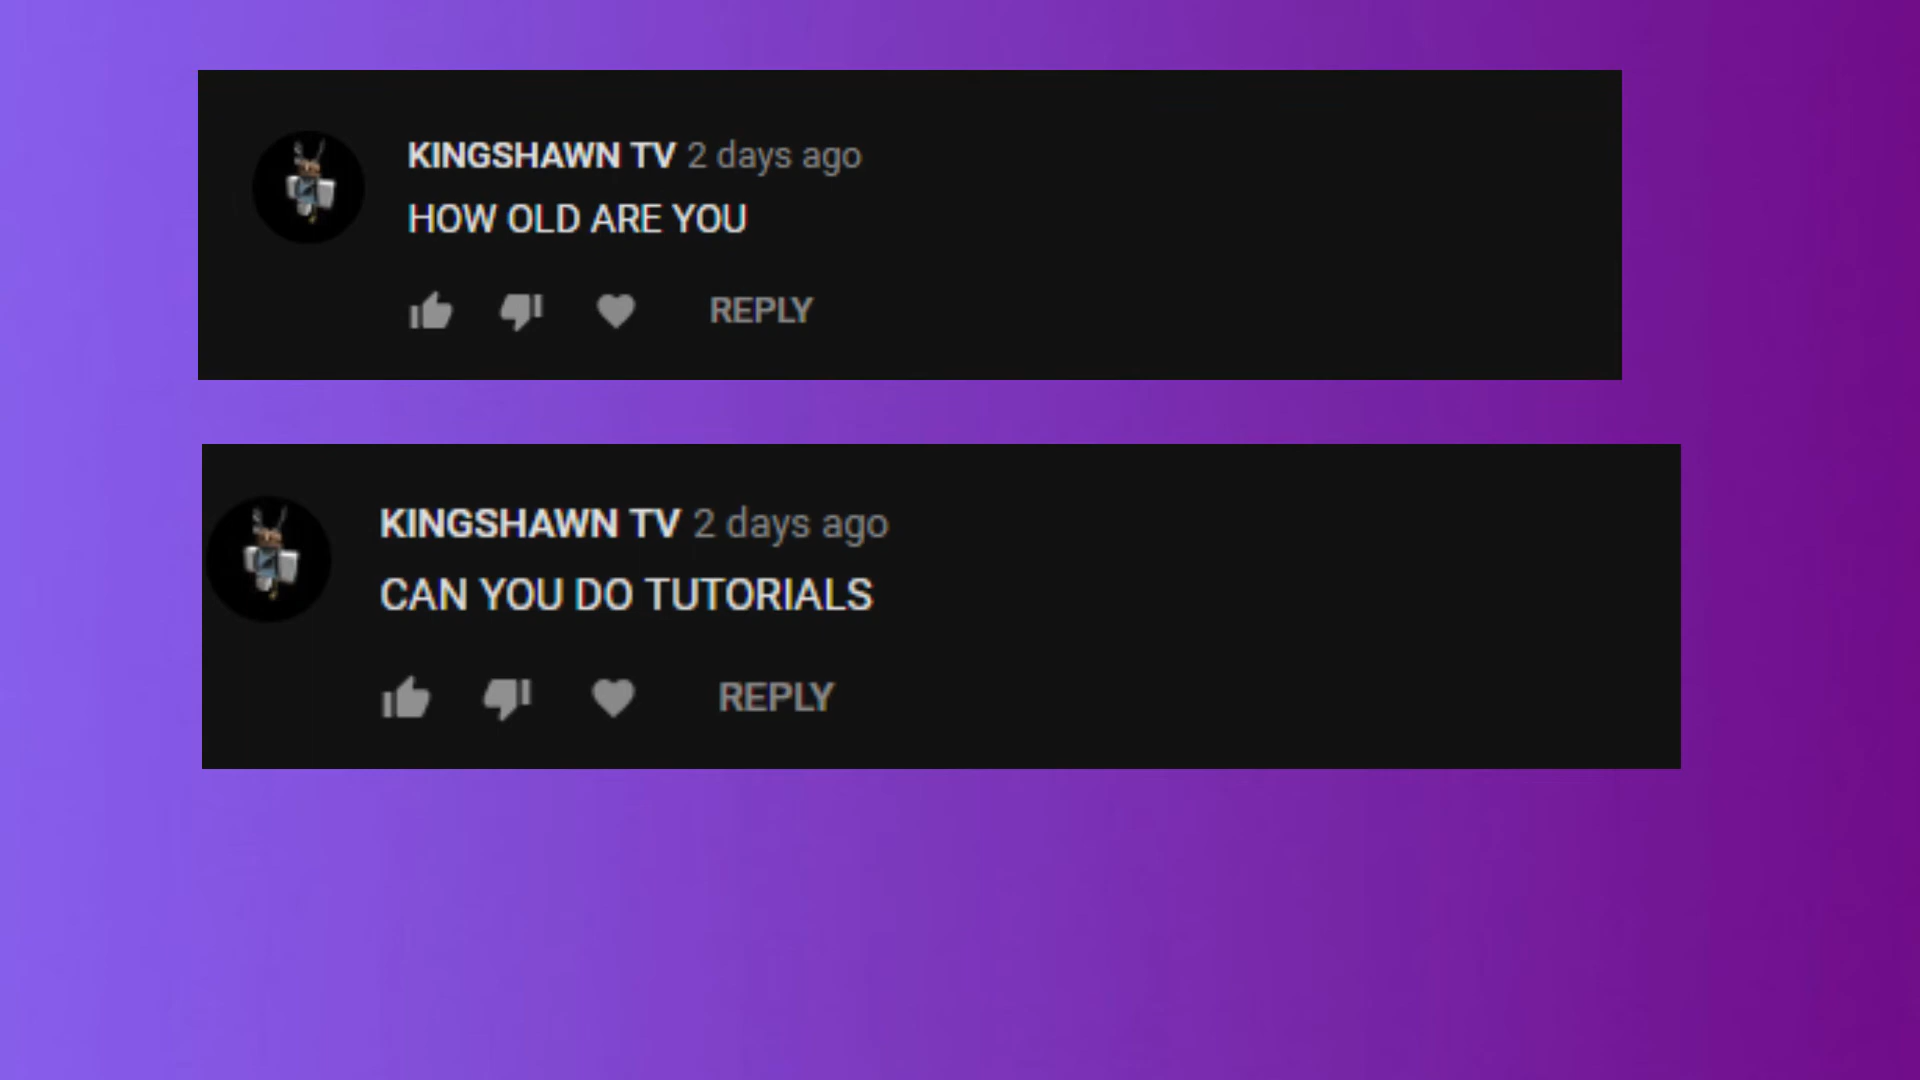 KINGSHAWN TV 2 days ago
HOW OLD ARE YOU
REPLY
KINGSHAWN TV 2 days ago
CAN YOU DO TUTORIALS
REPLY